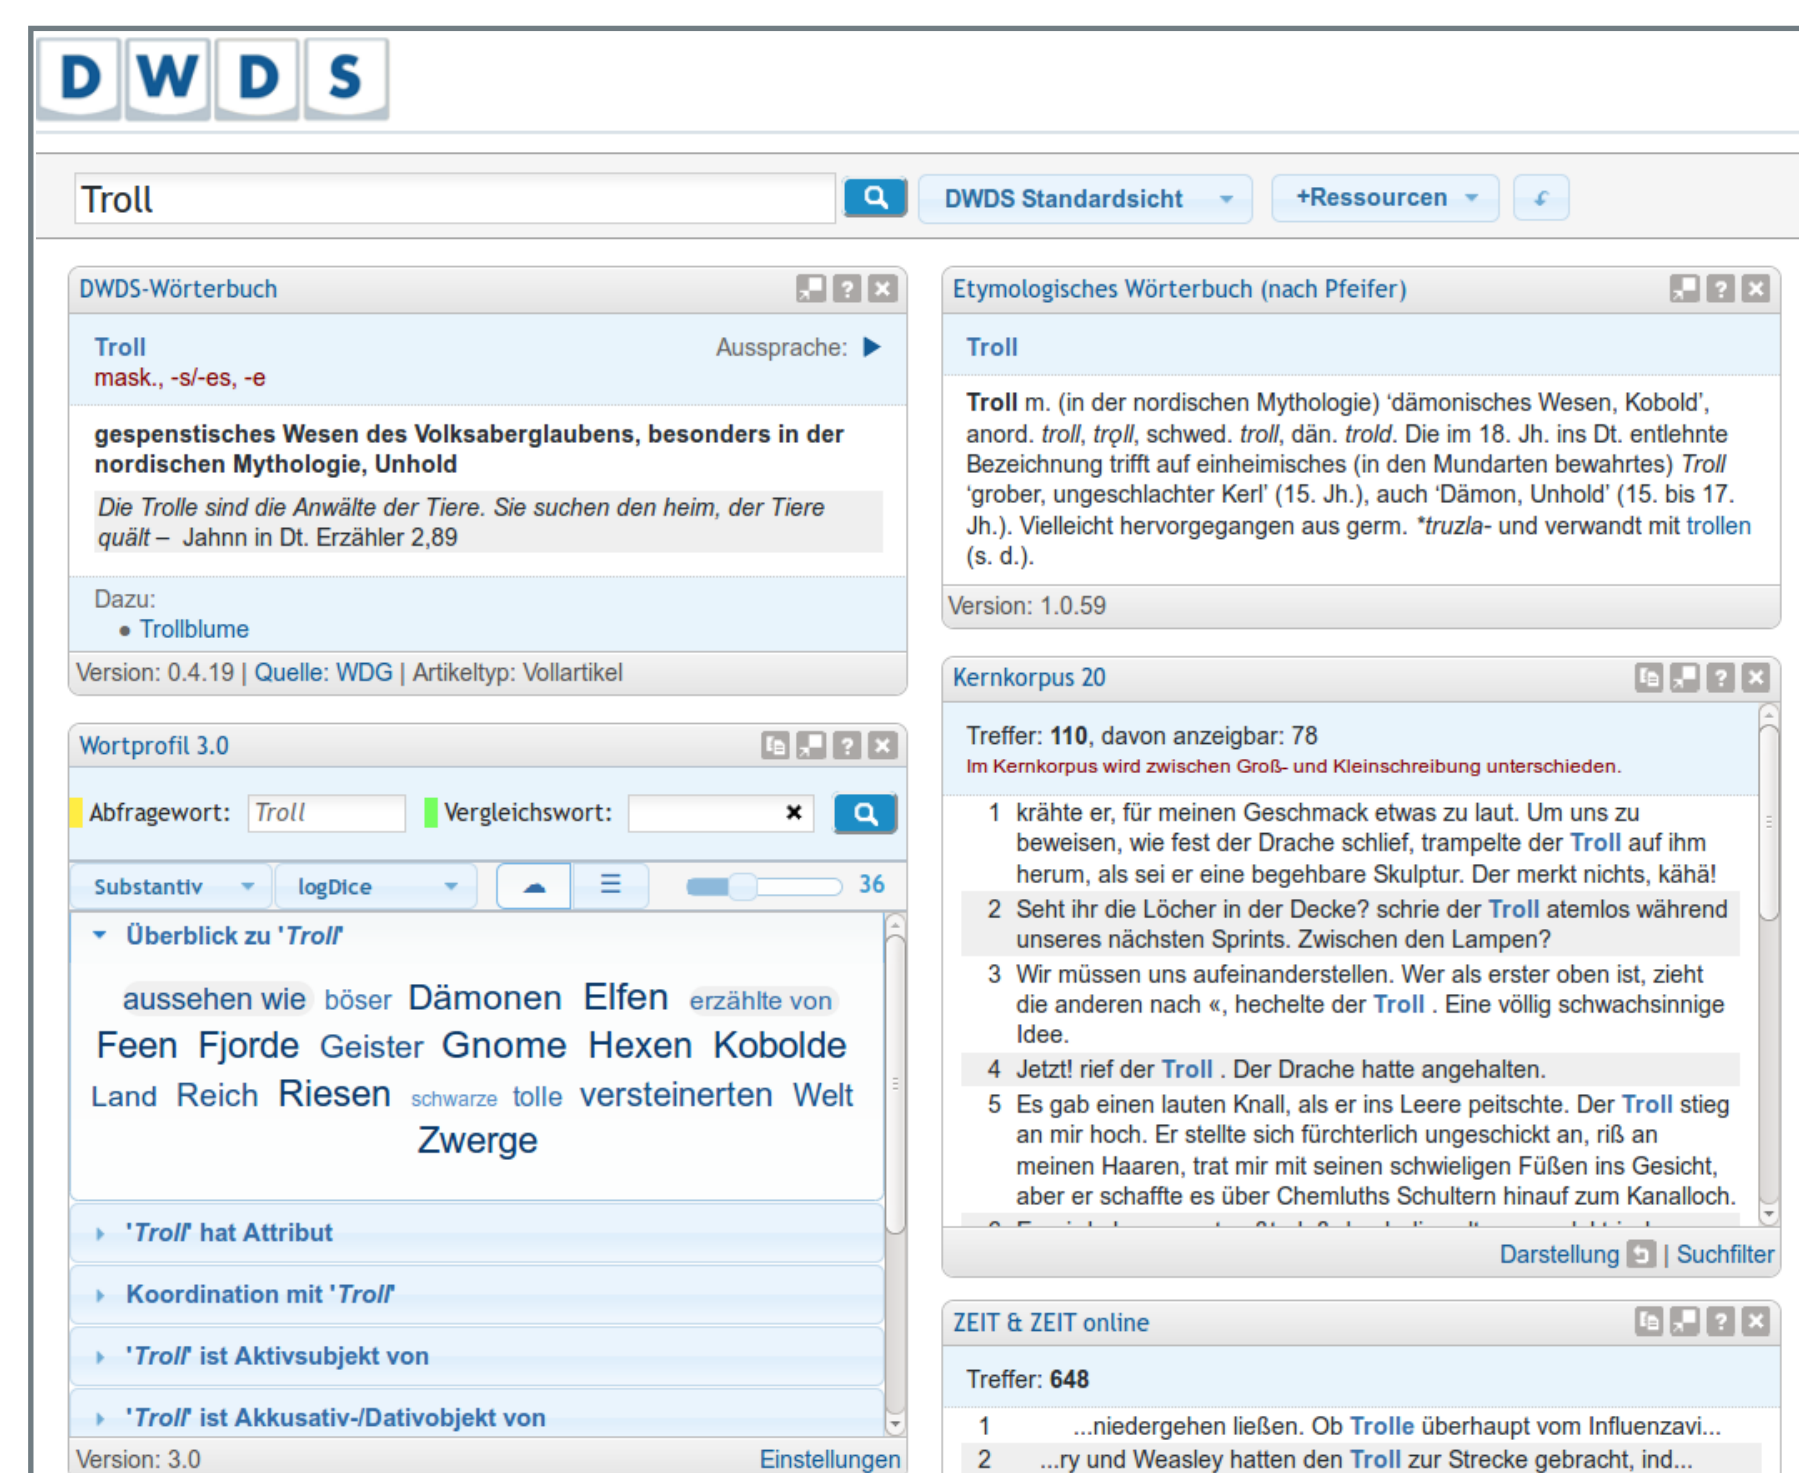 D W D S
Troll
DWDS Standardsicht
+Ressourcen
DWDS-Wörterbuch
Troll
Aussprache:
mask., -s/-es, -e
gespenstisches Wesen des Volksaberglaubens, besonders in der
nordischen Mythologie, Unhold
Die Trolle sind die Anwälte der Tiere. Sie suchen den heim, der Tiere
quält – Jahnn in Dt. Erzähler 2,89
Dazu:
• Trollblume
Version: 0.4.19 | Quelle: WDG | Artikeltyp: Vollartikel
Wortprofil 3.0
Abfragewort: Troll Vergleichswort:
Substantiv logDice 36
Überblick zu 'Troll'
aussehen wie böser Dämonen Elfen erzählte von
Feen Fjorde Geister Gnome Hexen Kobolde
Land Reich Riesen schwarze tolle versteinerten Welt
Zwerge
'Troll' hat Attribut
Koordination mit 'Troll'
'Troll' ist Aktivsubjekt von
'Troll' ist Akkusativ-/Dativobjekt von
Version: 3.0 Einstellungen
Etymologisches Wörterbuch (nach Pfeifer)
Troll
Troll m. (in der nordischen Mythologie) ‘dämonisches Wesen, Kobold’,
anord. troll, trǫll, schwed. troll, dän. trold. Die im 18. Jh. ins Dt. entlehnte
Bezeichnung trifft auf einheimisches (in den Mundarten bewahrtes) Troll
‘grober, ungeschlachter Kerl’ (15. Jh.), auch ‘Dämon, Unhold’ (15. bis 17.
Jh.). Vielleicht hervorgegangen aus germ. *truzla- und verwandt mit trollen
(s. d.).
Version: 1.0.59
Kernkorpus 20
Treffer: 110, davon anzeigbar: 78
Im Kernkorpus wird zwischen Groß- und Kleinschreibung unterschieden.
1 krähte er, für meinen Geschmack etwas zu laut. Um uns zu
beweisen, wie fest der Drache schlief, trampelte der Troll auf ihm
herum, als sei er eine begehbare Skulptur. Der merkt nichts, kähä!
2 Seht ihr die Löcher in der Decke? schrie der Troll atemlos während
unseres nächsten Sprints. Zwischen den Lampen?
3 Wir müssen uns aufeinanderstellen. Wer als erster oben ist, zieht
die anderen nach «, hechelte der Troll . Eine völlig schwachsinnige
Idee.
4 Jetzt! rief der Troll . Der Drache hatte angehalten.
5 Es gab einen lauten Knall, als er ins Leere peitschte. Der Troll stieg
an mir hoch. Er stellte sich fürchterlich ungeschickt an, riß an
meinen Haaren, trat mir mit seinen schwieligen Füßen ins Gesicht,
aber er schaffte es über Chemluths Schultern hinauf zum Kanalloch.
Darstellung | Suchfilter
ZEIT & ZEIT online
Treffer: 648
1 ...niedergehen ließen. Ob Trolle überhaupt vom Influenzavi...
2 ...ry und Weasley hatten den Troll zur Strecke gebracht, ind...